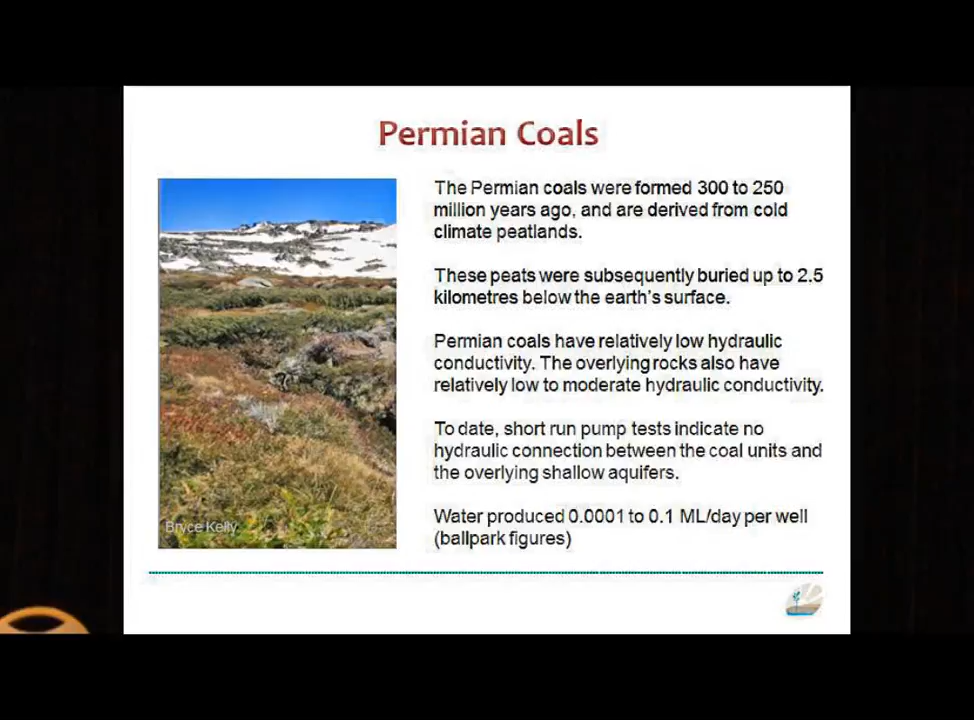 Permian Coals
The Permian coals were formed 300 to 250
million years ago, and are derived from cold
climate peatlands.
These peats were subsequently buried up to 2.5
kilometres below the earth's surface.
Permian coals have relatively low hydraulic
conductivity. The overlying rocks also have
relatively low to moderate hydraulic conductivity.
To date, short run pump tests indicate no
hydraulic connection between the coal units and
the overlying shallow aquifers.
Water produced 0.0001 to 0.1 ML/day per well
(ballpark figures)
Bryce Kelly